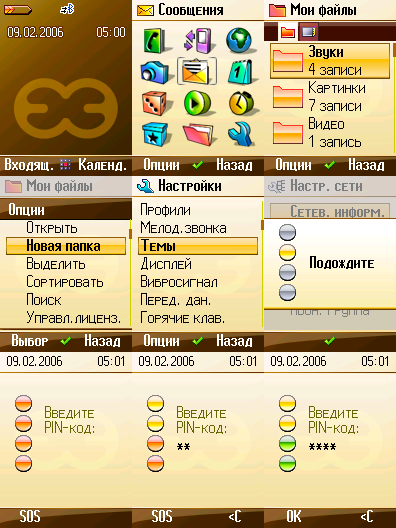 09.02.2006 05:00
Входящ. Календ.
Сообщения
Опции Назад
Мои файлы
Звуки
4 записи
Картинки
7 записи
Видео
1 запись
Опции Назад
Мои файлы
Опции
Открыть
Новая папка
Выделить
Сортировать
Поиск
Управл.лиценз.
Выбор Назад
Настройки
Профили
Мелод.звонка
Темы
Дисплей
Вибросигнал
Перед. дан.
Горячие клав.
Опции Назад
Настр. сети
Сетев. информ.
Подождите
группа
09.02.2006 05:01
Введите
PIN-код:
SOS
09.02.2006 05:01
Введите
PIN-код:
**
SOS <C
09.02.2006 05:01
Введите
PIN-код:
****
OK <C